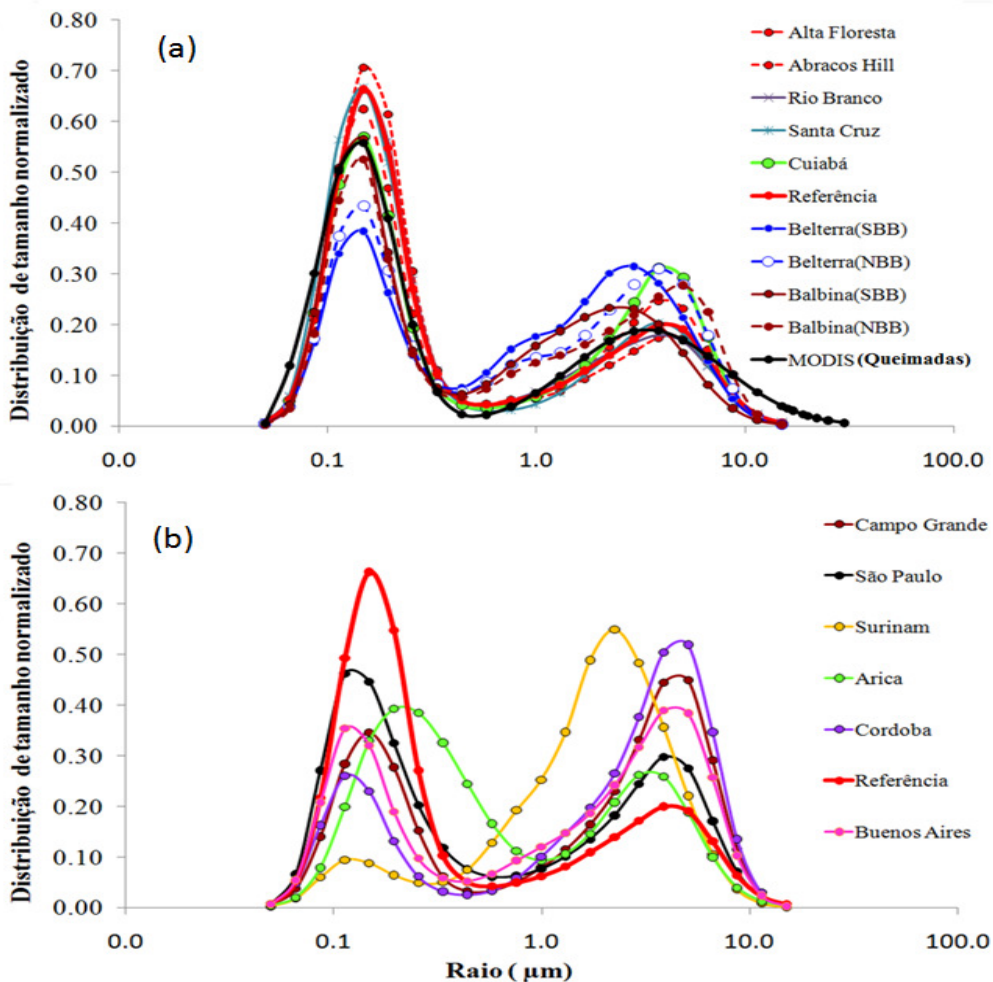 (a)
Distribuição de tamanho normalizado
0.80
0.70
0.60
0.50
0.40
0.30
0.20
0.10
0.00
0.0
0.1
1.0
10.0
100.0
Alta Floresta
Abracos Hill
Rio Branco
Santa Cruz
Cuiabá
Referência
Belterra(SBB)
Belterra(NBB)
Balbina(SBB)
Balbina(NBB)
MODIS (Queimadas)
(b)
Distribuição de tamanho normalizado
0.80
0.70
0.60
0.50
0.40
0.30
0.20
0.10
0.00
0.0
0.1
1.0
10.0
100.0
Raio ( µm)
Campo Grande
São Paulo
Surinam
Arica
Cordoba
Referência
Buenos Aires